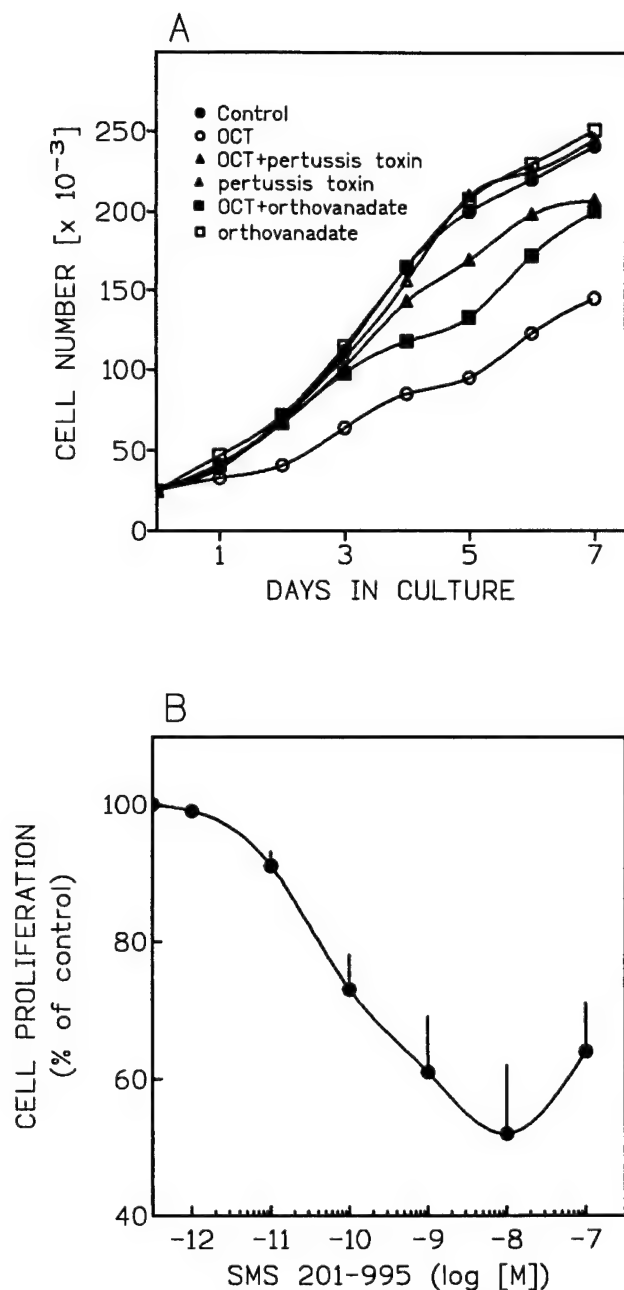 A
CELL NUMBER [x 10⁻³]
250
200
150
100
50
0
Control
OCT
OCT+pertussis toxin
pertussis toxin
OCT+orthovanadate
orthovanadate
1 3 5 7
DAYS IN CULTURE
B
CELL PROLIFERATION
(% of control)
100
80
60
40
-12 -11 -10 -9 -8 -7
SMS 201-995 (log [M])